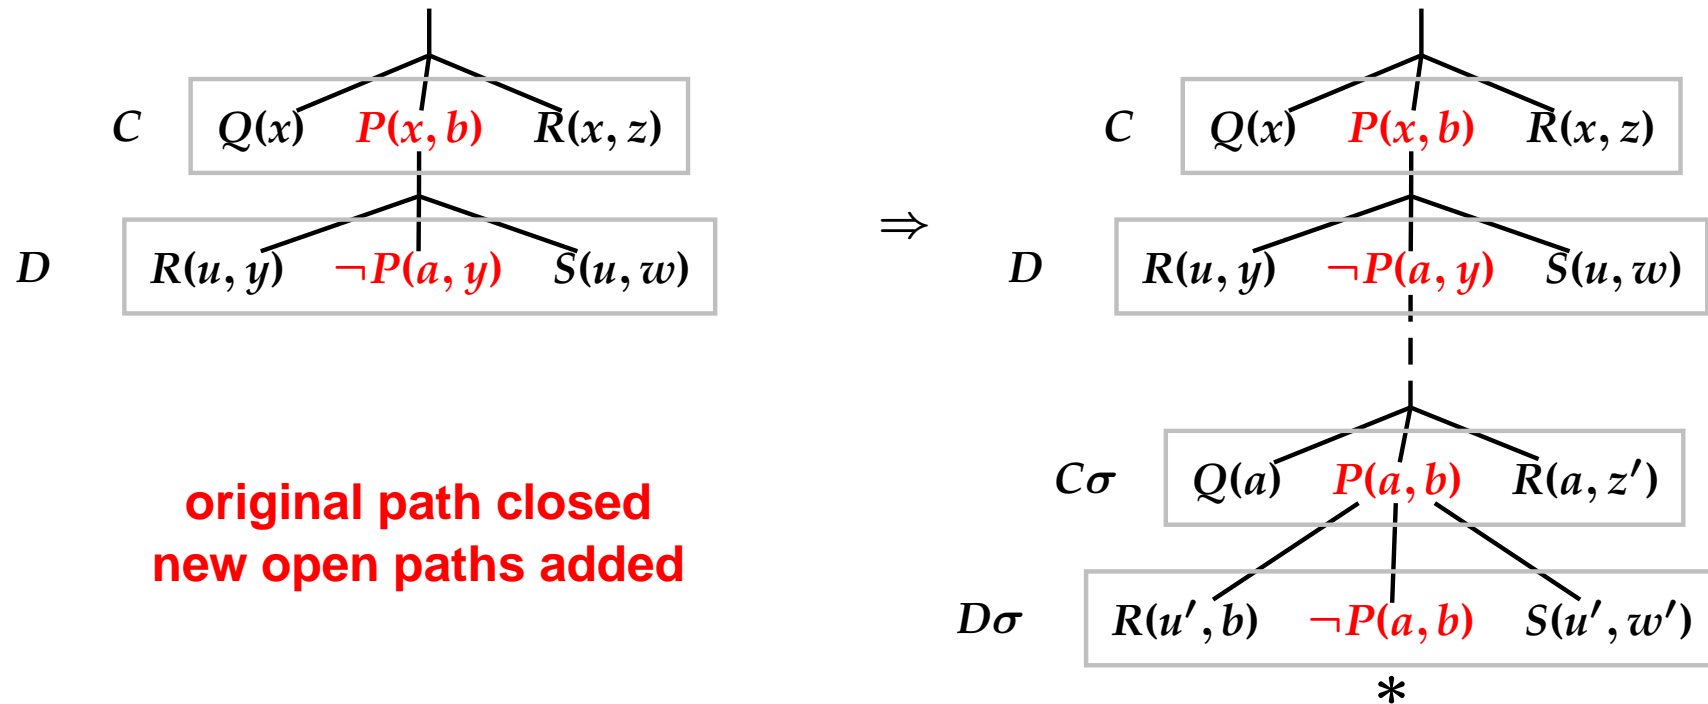 C Q(x) P(x, b) R(x, z)
D R(u, y) ¬P(a, y) S(u, w)
original path closed
new open paths added
⇒
C Q(x) P(x, b) R(x, z)
D R(u, y) ¬P(a, y) S(u, w)
Cσ Q(a) P(a, b) R(a, z′)
Dσ R(u′, b) ¬P(a, b) S(u′, w′)
*